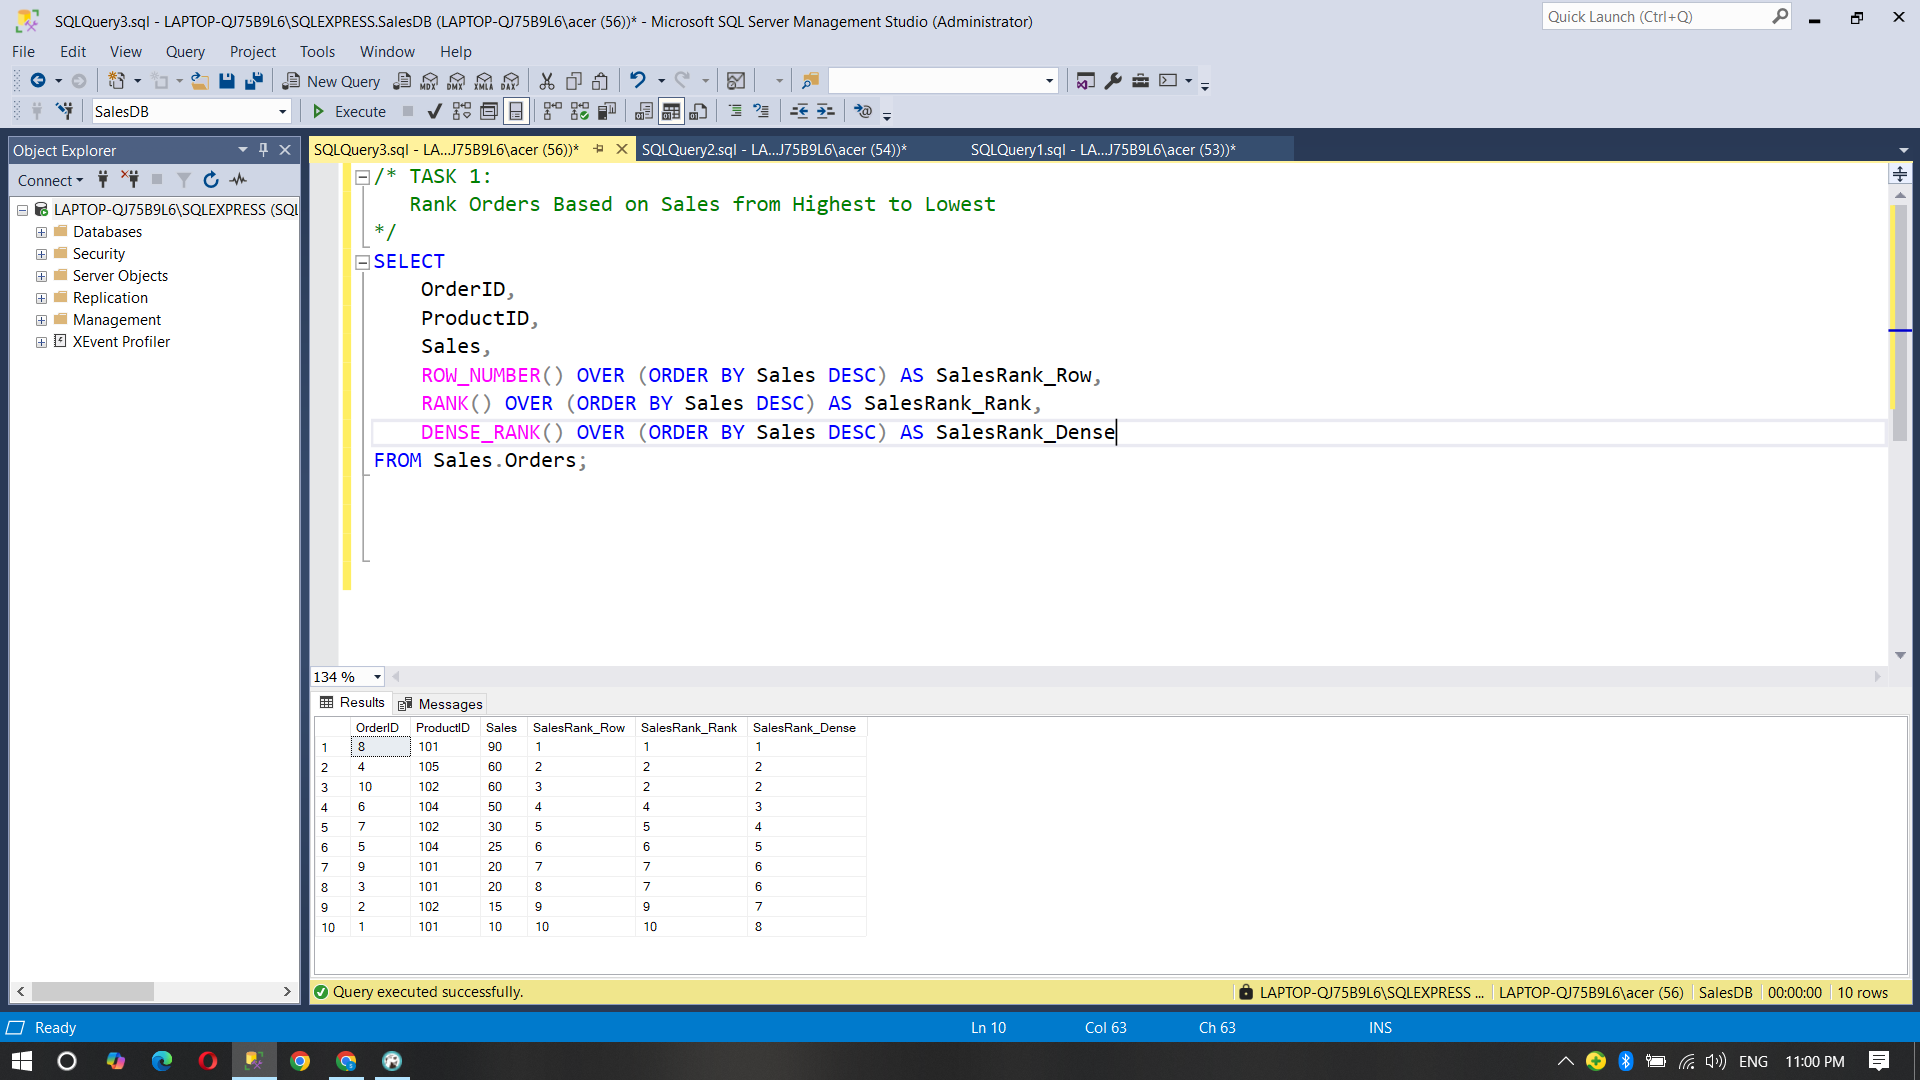 SQLQuery3.sql - LAPTOP-QJ75B9L6\SQLEXPRESS.SalesDB (LAPTOP-QJ75B9L6\acer (56))* - Microsoft SQL Server Management Studio (Administrator)
Quick Launch (Ctrl+Q)
File Edit View Query Project Tools Window Help
New Query MDX DMX XMLA DAX
SalesDB Execute
Object Explorer
SQLQuery3.sql - LA...J75B9L6\acer (56))* SQLQuery2.sql - LA...J75B9L6\acer (54))* SQLQuery1.sql - LA...J75B9L6\acer (53))*
Connect
LAPTOP-QJ75B9L6\SQLEXPRESS (SQL
Databases
Security
Server Objects
Replication
Management
XEvent Profiler
/* TASK 1:
Rank Orders Based on Sales from Highest to Lowest
*/
SELECT
OrderID,
ProductID,
Sales,
ROW_NUMBER() OVER (ORDER BY Sales DESC) AS SalesRank_Row,
RANK() OVER (ORDER BY Sales DESC) AS SalesRank_Rank,
DENSE_RANK() OVER (ORDER BY Sales DESC) AS SalesRank_Dense
FROM Sales.Orders;
134 %
Results Messages
OrderID ProductID Sales SalesRank_Row SalesRank_Rank SalesRank_Dense
1 8 101 90 1 1 1
2 4 105 60 2 2 2
3 10 102 60 3 2 2
4 6 104 50 4 4 3
5 7 102 30 5 5 4
6 5 104 25 6 6 5
7 9 101 20 7 7 6
8 3 101 20 8 7 6
9 2 102 15 9 9 7
10 1 101 10 10 10 8
Query executed successfully. LAPTOP-QJ75B9L6\SQLEXPRESS ... LAPTOP-QJ75B9L6\acer (56) SalesDB 00:00:00 10 rows
Ready Ln 10 Col 63 Ch 63 INS
ENG 11:00 PM